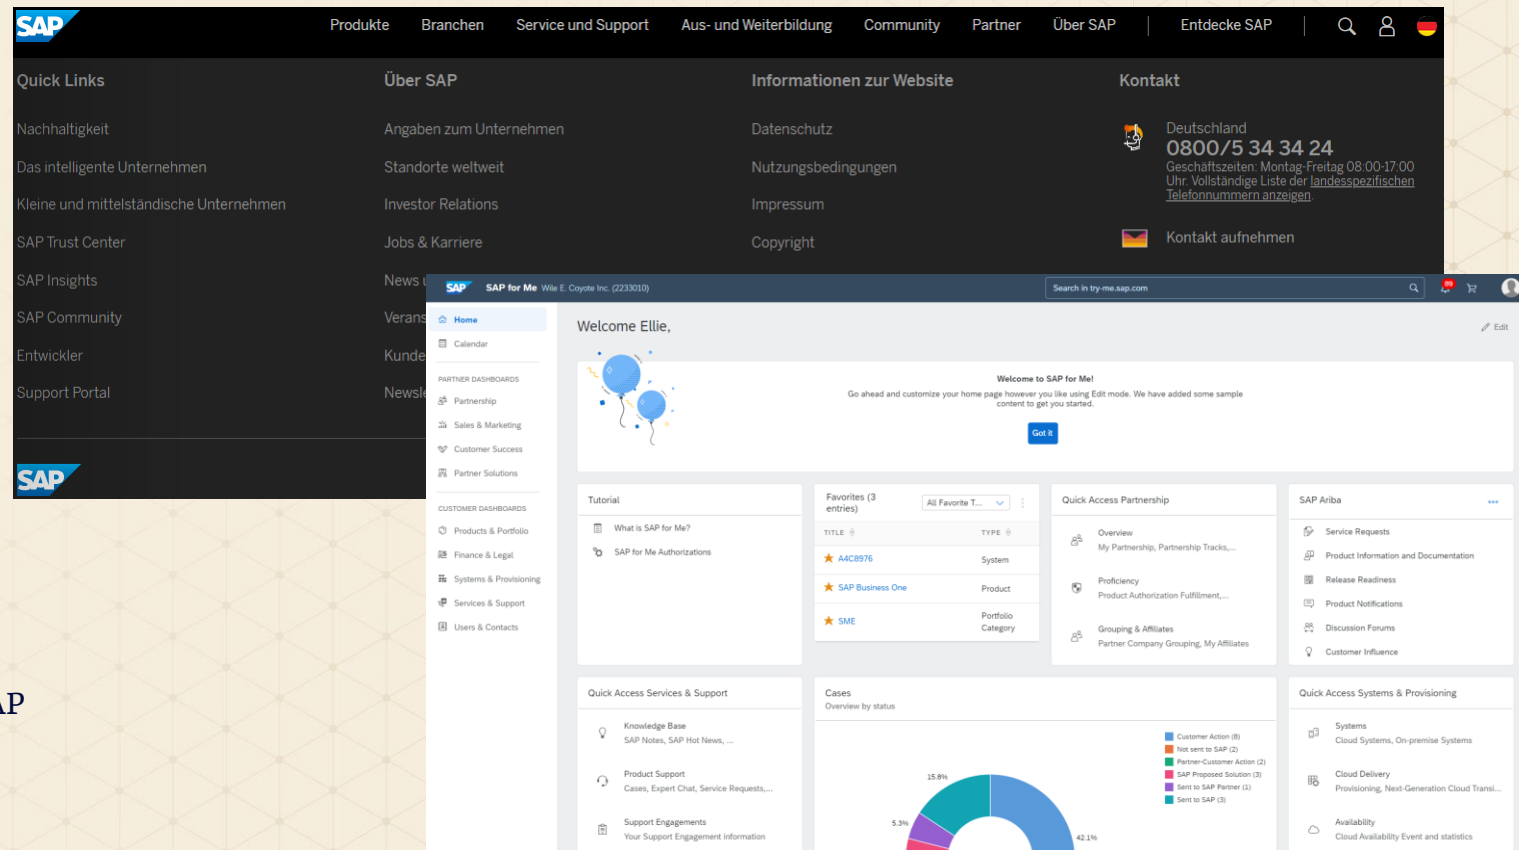 SAP
Produkte Branchen Service und Support Aus- und Weiterbildung Community Partner Über SAP Entdecke SAP
Quick Links
Nachhaltigkeit
Das intelligente Unternehmen
Kleine und mittelständische Unternehmen
SAP Trust Center
SAP Insights
SAP Community
Entwickler
Support Portal
Über SAP
Angaben zum Unternehmen
Standorte weltweit
Investor Relations
Jobs & Karriere
News
Kunde
Informationen zur Website
Datenschutz
Nutzungsbedingungen
Impressum
Copyright
Kontakt
Deutschland
0800/5 34 34 24
Geschäftszeiten: Montag-Freitag 08:00-17:00
Uhr. Vollständige Liste der landesspezifischen
Telefonnummern anzeigen.
Kontakt aufnehmen
SAP
SAP SAP for Me Wile E. Coyote Inc. (2233010)
Search in try-me.sap.com
89
Home
Calendar
PARTNER DASHBOARDS
Partnership
Sales & Marketing
Customer Success
Partner Solutions
CUSTOMER DASHBOARDS
Products & Portfolio
Finance & Legal
Systems & Provisioning
Services & Support
Users & Contacts
Welcome Ellie,
Edit
Welcome to SAP for Me!
Go ahead and customize your home page however you like using Edit mode. We have added some sample
content to get you started.
Got it
Tutorial
What is SAP for Me?
SAP for Me Authorizations
Favorites (3
entries)
All Favorite T...
TITLE TYPE
A4C8976 System
SAP Business One Product
SME Portfolio
Category
Quick Access Partnership
Overview
My Partnership, Partnership Tracks,...
Proficiency
Product Authorization Fulfillment,...
Grouping & Affiliates
Partner Company Grouping, My Affiliates
SAP Ariba
Service Requests
Product Information and Documentation
Release Readiness
Product Notifications
Discussion Forums
Customer Influence
Quick Access Services & Support
Knowledge Base
SAP Notes, SAP Hot News, ...
Product Support
Cases, Expert Chat, Service Requests,...
Support Engagements
Your Support Engagement information
Cases
Overview by status
Customer Action (8)
Not sent to SAP (2)
Partner-Customer Action (2)
SAP Proposed Solution (3)
Sent to SAP Partner (1)
Sent to SAP (3)
15.8%
5.3%
42.1%
Quick Access Systems & Provisioning
Systems
Cloud Systems, On-premise Systems
Cloud Delivery
Provisioning, Next-Generation Cloud Transi...
Availability
Cloud Availability Event and statistics
AP